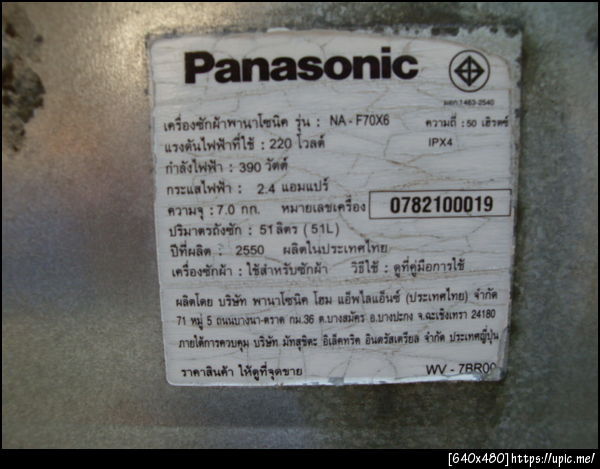 Panasonic
มอก.1463-2540
เครื่องซักผ้าพานาโซนิค รุ่น : NA - F70X6 ความถี่ : 50 เฮิรตซ์
แรงดันไฟฟ้าที่ใช้ : 220 โวลต์ IPX4
กำลังไฟฟ้า : 390 วัตต์
กระแสไฟฟ้า : 2.4 แอมแปร์
ความจุ : 7.0 กก. หมายเลขเครื่อง 0782100019
ปริมาตรถังซัก : 51 ลิตร (51L)
ปีที่ผลิต : 2550 ผลิตในประเทศไทย
เครื่องซักผ้า : ใช้สำหรับซักผ้า วิธีใช้ : ดูที่คู่มือการใช้
ผลิตโดย บริษัท พานาโซนิค โฮม แอ็พไลแอ็นซ์ (ประเทศไทย) จำกัด
71 หมู่ 5 ถนนบางนา-ตราด กม.36 ต.บางสมัคร อ.บางปะกง จ.ฉะเชิงเทรา 24180
ภายใต้การควบคุม บริษัท มัทสุชิตะ อิเล็คทริค อินดรัสเตรียล จำกัด ประเทศญี่ปุ่น
ราคาสินค้า ให้ดูที่จุดขาย WV - 7BR00
[640x480]https://upic.me/